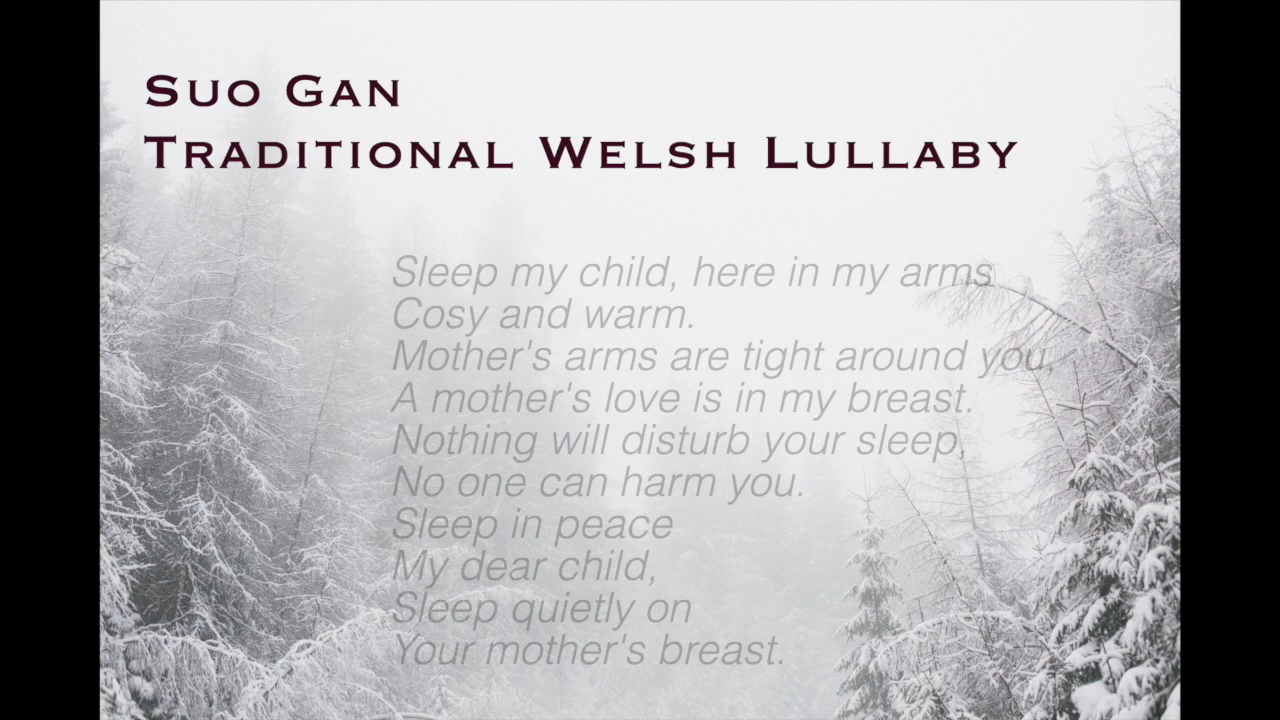 Suo Gan
Traditional Welsh Lullaby
Sleep my child, here in my arms
Cosy and warm.
Mother's arms are tight around you,
A mother's love is in my breast.
Nothing will disturb your sleep,
No one can harm you.
Sleep in peace
My dear child,
Sleep quietly on
Your mother's breast.